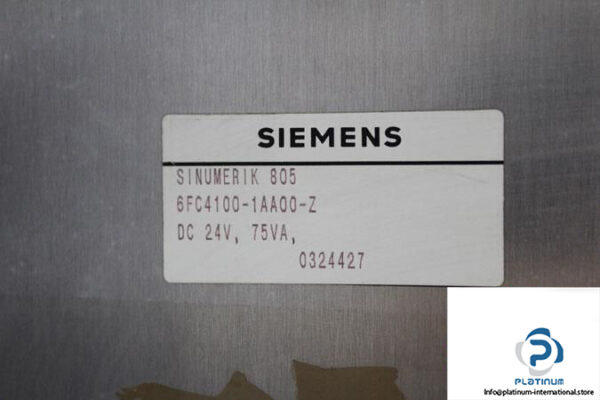 SIEMENS
SINUMERIK 805
6FC4100-1AA00-Z
DC 24V, 75VA,
0324427
PLATINUM
Info@platinum-international.store